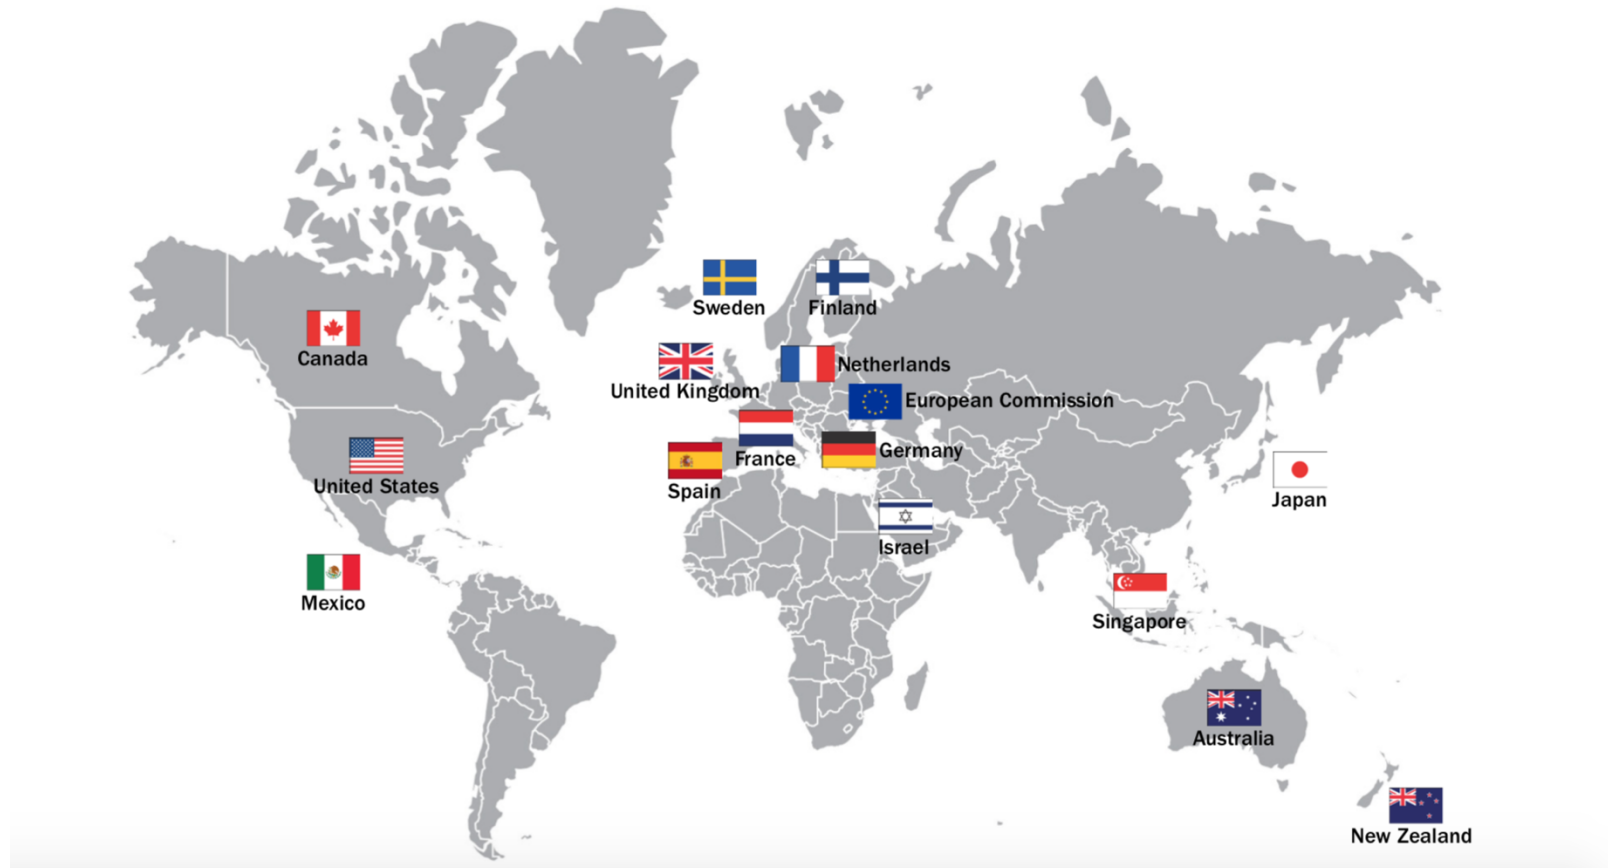 Sweden
Finland
Canada
Netherlands
United Kingdom
European Commission
France
Germany
United States
Spain
Japan
Israel
Mexico
Singapore
Australia
New Zealand